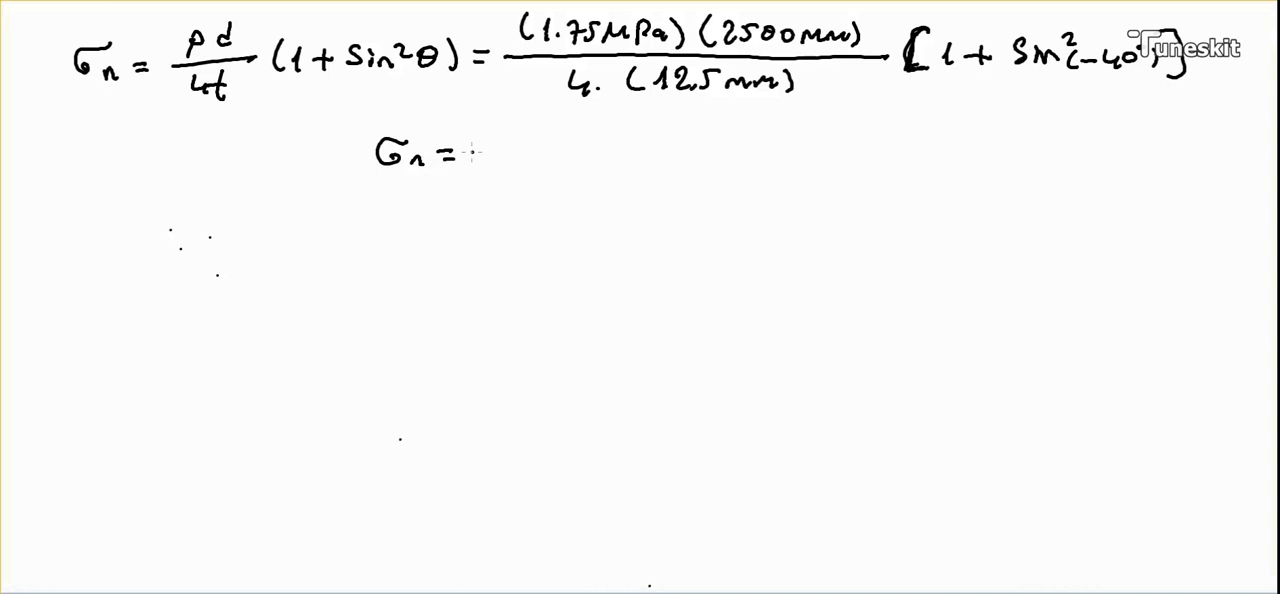 σn = pd/4t (1 + Sin²θ) = (1.75MPa)(2500mm)/4.(12.5mm) [1 + Sin²(-40°)]
Tuneskit
σn =